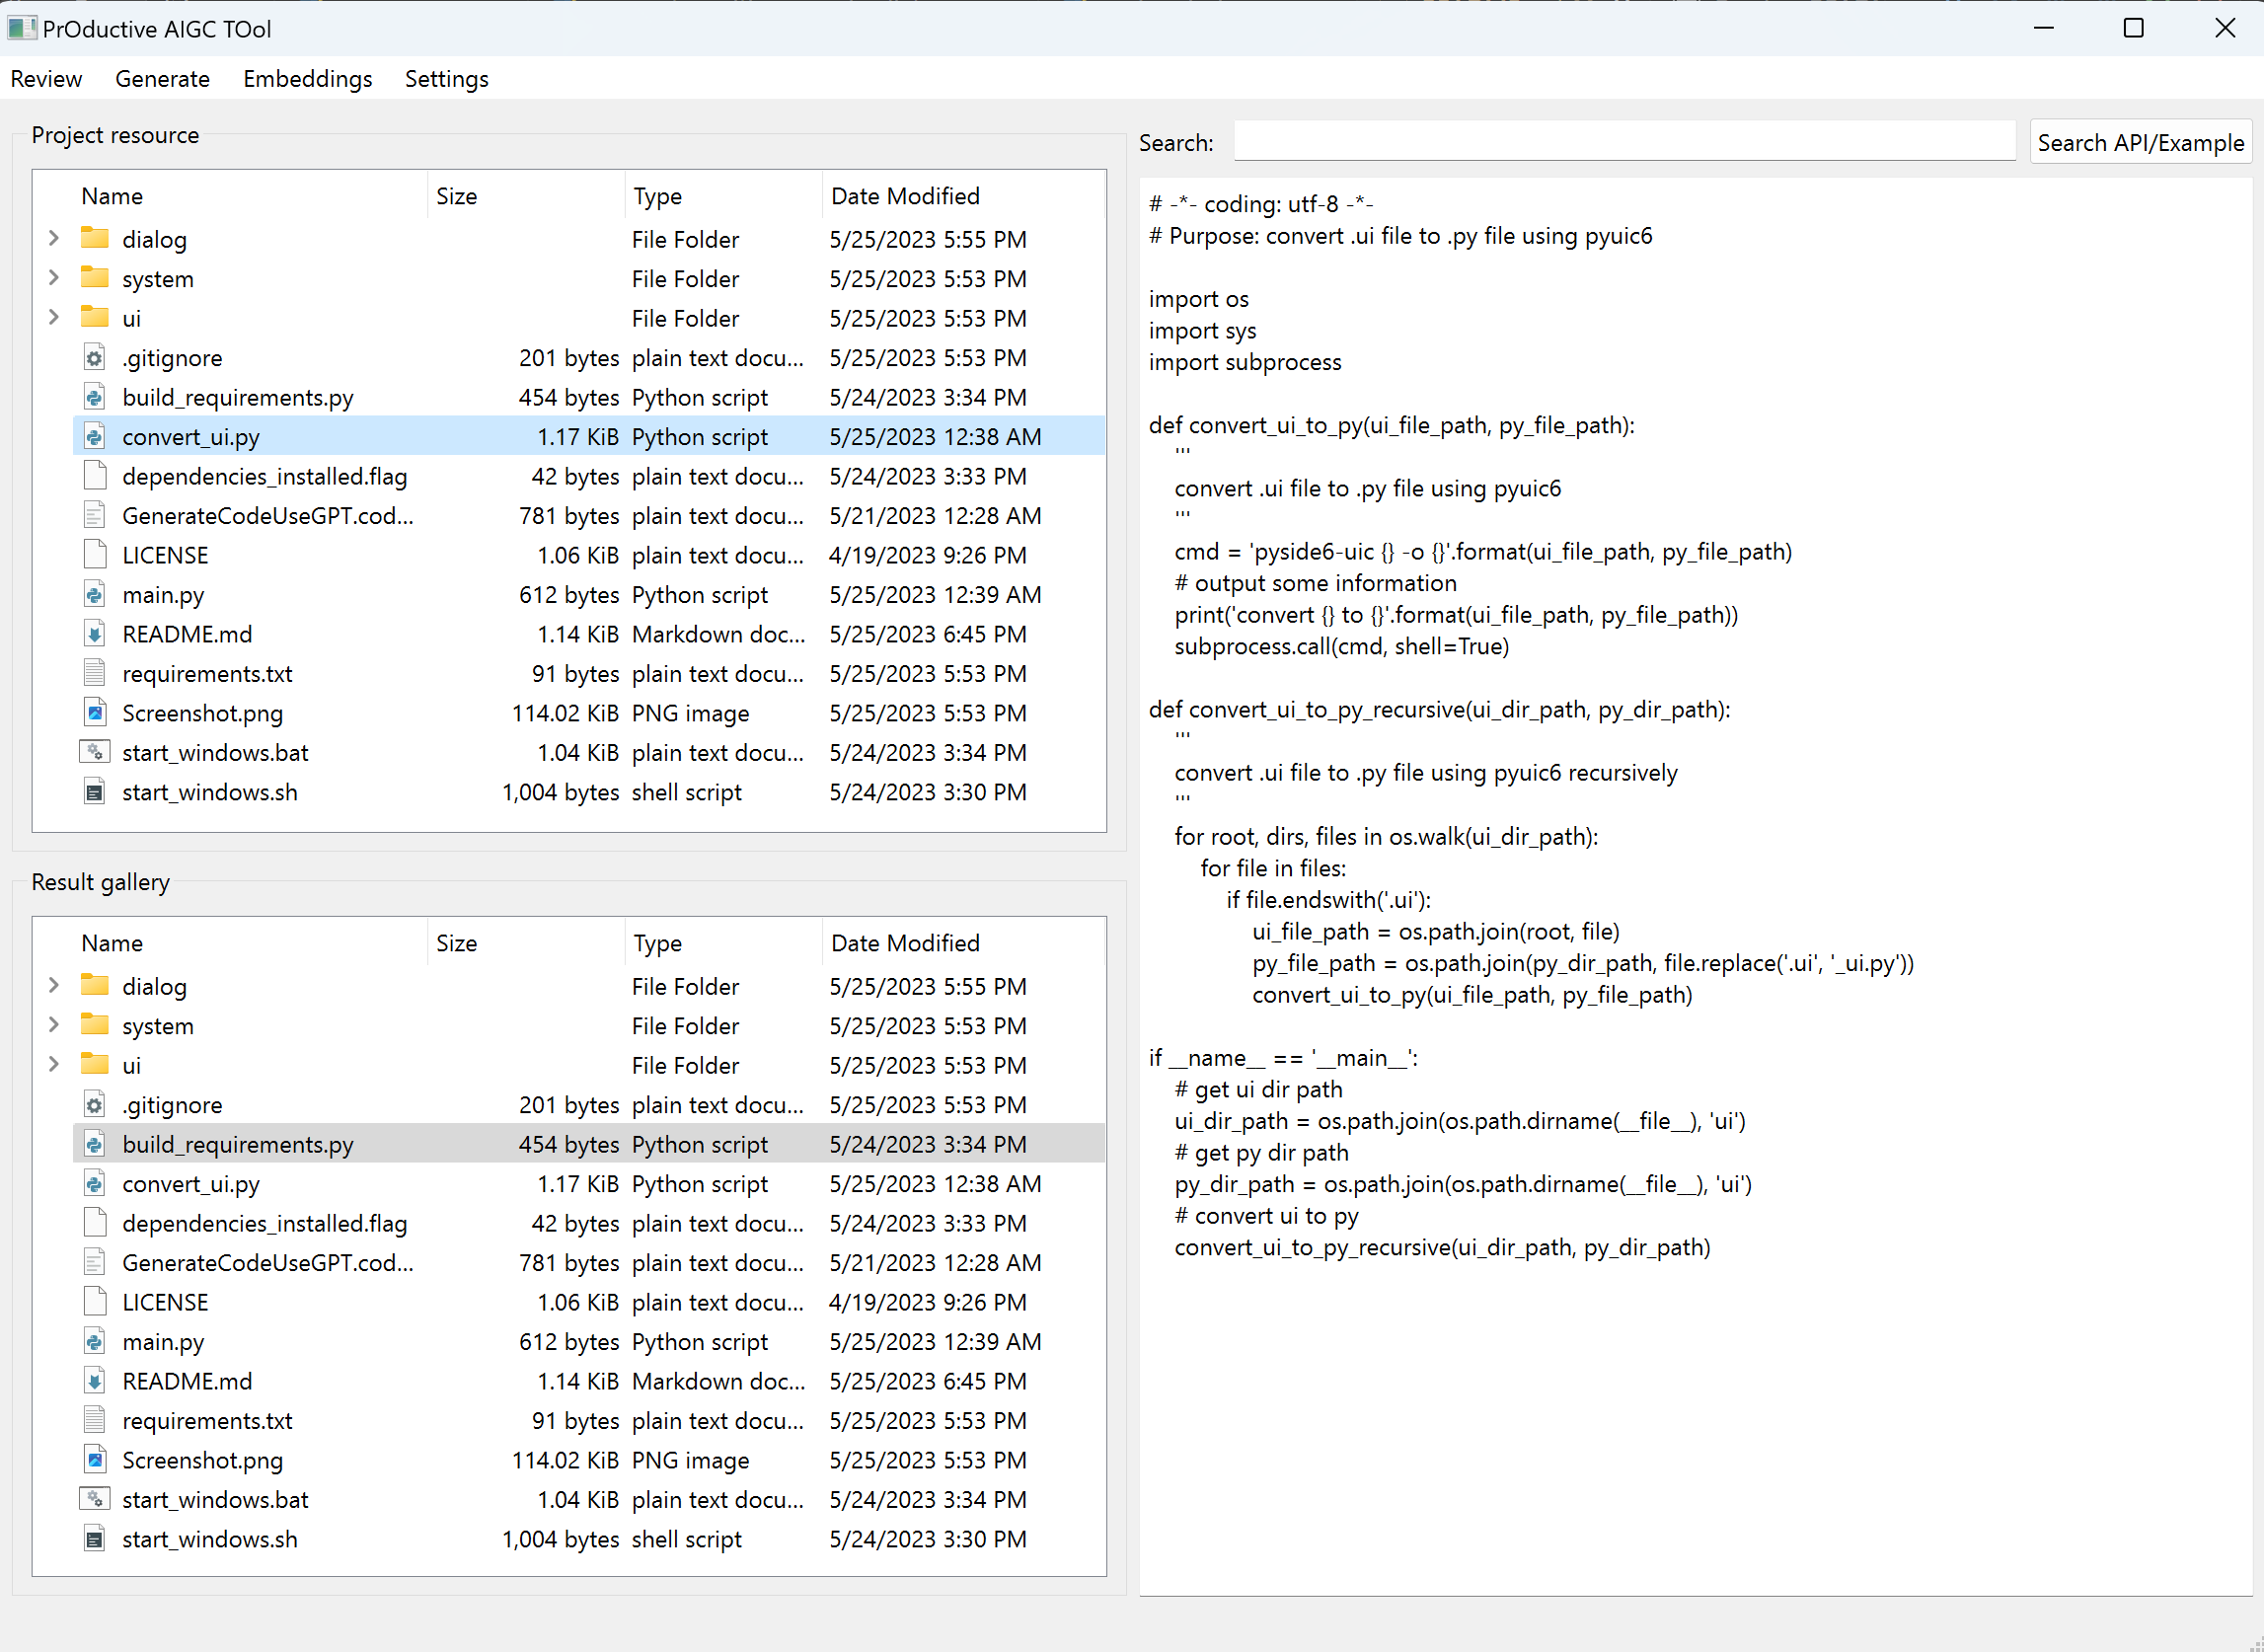 PrOductive AIGC TOol
Review Generate Embeddings Settings
Project resource
Name Size Type Date Modified
dialog File Folder 5/25/2023 5:55 PM
system File Folder 5/25/2023 5:53 PM
ui File Folder 5/25/2023 5:53 PM
.gitignore 201 bytes plain text docu... 5/25/2023 5:53 PM
build_requirements.py 454 bytes Python script 5/24/2023 3:34 PM
convert_ui.py 1.17 KiB Python script 5/25/2023 12:38 AM
dependencies_installed.flag 42 bytes plain text docu... 5/24/2023 3:33 PM
GenerateCodeUseGPT.cod... 781 bytes plain text docu... 5/21/2023 12:28 AM
LICENSE 1.06 KiB plain text docu... 4/19/2023 9:26 PM
main.py 612 bytes Python script 5/25/2023 12:39 AM
README.md 1.14 KiB Markdown doc... 5/25/2023 6:45 PM
requirements.txt 91 bytes plain text docu... 5/25/2023 5:53 PM
Screenshot.png 114.02 KiB PNG image 5/25/2023 5:53 PM
start_windows.bat 1.04 KiB plain text docu... 5/24/2023 3:34 PM
start_windows.sh 1,004 bytes shell script 5/24/2023 3:30 PM
Result gallery
Name Size Type Date Modified
dialog File Folder 5/25/2023 5:55 PM
system File Folder 5/25/2023 5:53 PM
ui File Folder 5/25/2023 5:53 PM
.gitignore 201 bytes plain text docu... 5/25/2023 5:53 PM
build_requirements.py 454 bytes Python script 5/24/2023 3:34 PM
convert_ui.py 1.17 KiB Python script 5/25/2023 12:38 AM
dependencies_installed.flag 42 bytes plain text docu... 5/24/2023 3:33 PM
GenerateCodeUseGPT.cod... 781 bytes plain text docu... 5/21/2023 12:28 AM
LICENSE 1.06 KiB plain text docu... 4/19/2023 9:26 PM
main.py 612 bytes Python script 5/25/2023 12:39 AM
README.md 1.14 KiB Markdown doc... 5/25/2023 6:45 PM
requirements.txt 91 bytes plain text docu... 5/25/2023 5:53 PM
Screenshot.png 114.02 KiB PNG image 5/25/2023 5:53 PM
start_windows.bat 1.04 KiB plain text docu... 5/24/2023 3:34 PM
start_windows.sh 1,004 bytes shell script 5/24/2023 3:30 PM
Search: Search API/Example
# -*- coding: utf-8 -*-
# Purpose: convert .ui file to .py file using pyuic6
import os
import sys
import subprocess
def convert_ui_to_py(ui_file_path, py_file_path):
'''
convert .ui file to .py file using pyuic6
'''
cmd = 'pyside6-uic {} -o {}'.format(ui_file_path, py_file_path)
# output some information
print('convert {} to {}'.format(ui_file_path, py_file_path))
subprocess.call(cmd, shell=True)
def convert_ui_to_py_recursive(ui_dir_path, py_dir_path):
'''
convert .ui file to .py file using pyuic6 recursively
'''
for root, dirs, files in os.walk(ui_dir_path):
for file in files:
if file.endswith('.ui'):
ui_file_path = os.path.join(root, file)
py_file_path = os.path.join(py_dir_path, file.replace('.ui', '_ui.py'))
convert_ui_to_py(ui_file_path, py_file_path)
if __name__ == '__main__':
# get ui dir path
ui_dir_path = os.path.join(os.path.dirname(__file__), 'ui')
# get py dir path
py_dir_path = os.path.join(os.path.dirname(__file__), 'ui')
# convert ui to py
convert_ui_to_py_recursive(ui_dir_path, py_dir_path)